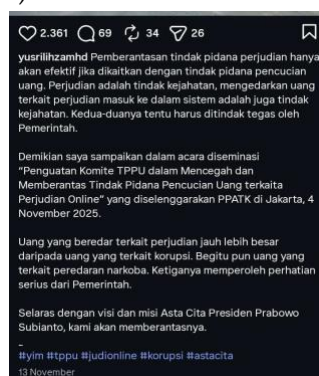 2.361 69 34 26
yusrilihzamhd Pemberantasan tindak pidana perjudian hanya
akan efektif jika dikaitkan dengan tindak pidana pencucian
uang. Perjudian adalah tindak kejahatan, mengedarkan uang
terkait perjudian masuk ke dalam sistem adalah juga tindak
kejahatan. Kedua-duanya tentu harus ditindak tegas oleh
Pemerintah.
Demikian saya sampaikan dalam acara diseminasi
“Penguatan Komite TPPU dalam Mencegah dan
Memberantas Tindak Pidana Pencucian Uang terkaita
Perjudian Online” yang diselenggarakan PPATK di Jakarta, 4
November 2025.
Uang yang beredar terkait perjudian jauh lebih besar
daripada uang yang terkait korupsi. Begitu pun uang yang
terkait peredaran narkoba. Ketiganya memperoleh perhatian
serius dari Pemerintah.
Selaras dengan visi dan misi Asta Cita Presiden Prabowo
Subianto, kami akan memberantasnya.
–
#yim #tppu #judionline #korupsi #astacita
13 November